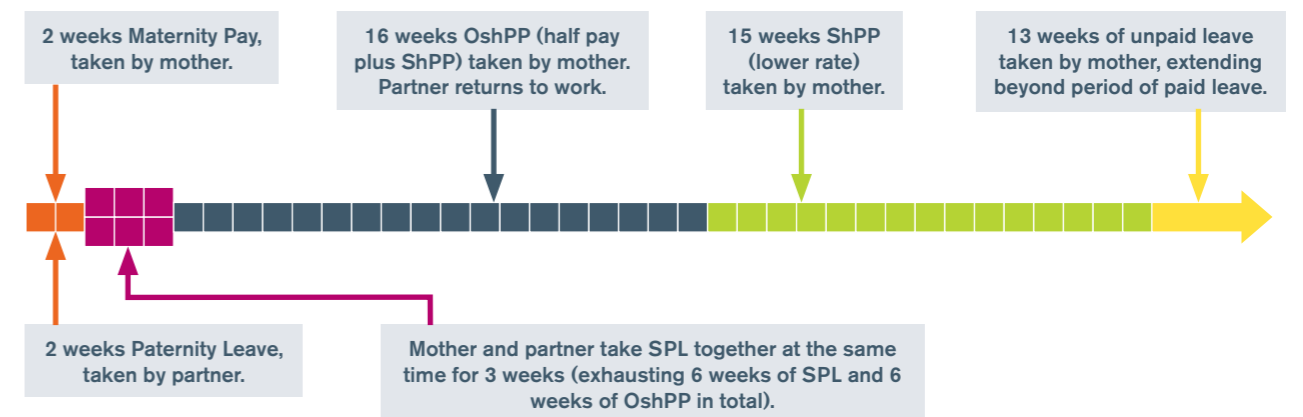 2 weeks Maternity Pay,
taken by mother.
16 weeks OshPP (half pay
plus ShPP) taken by mother.
Partner returns to work.
15 weeks ShPP
(lower rate)
taken by mother.
13 weeks of unpaid leave
taken by mother, extending
beyond period of paid leave.
2 weeks Paternity Leave,
taken by partner.
Mother and partner take SPL together at the same
time for 3 weeks (exhausting 6 weeks of SPL and 6
weeks of OshPP in total).